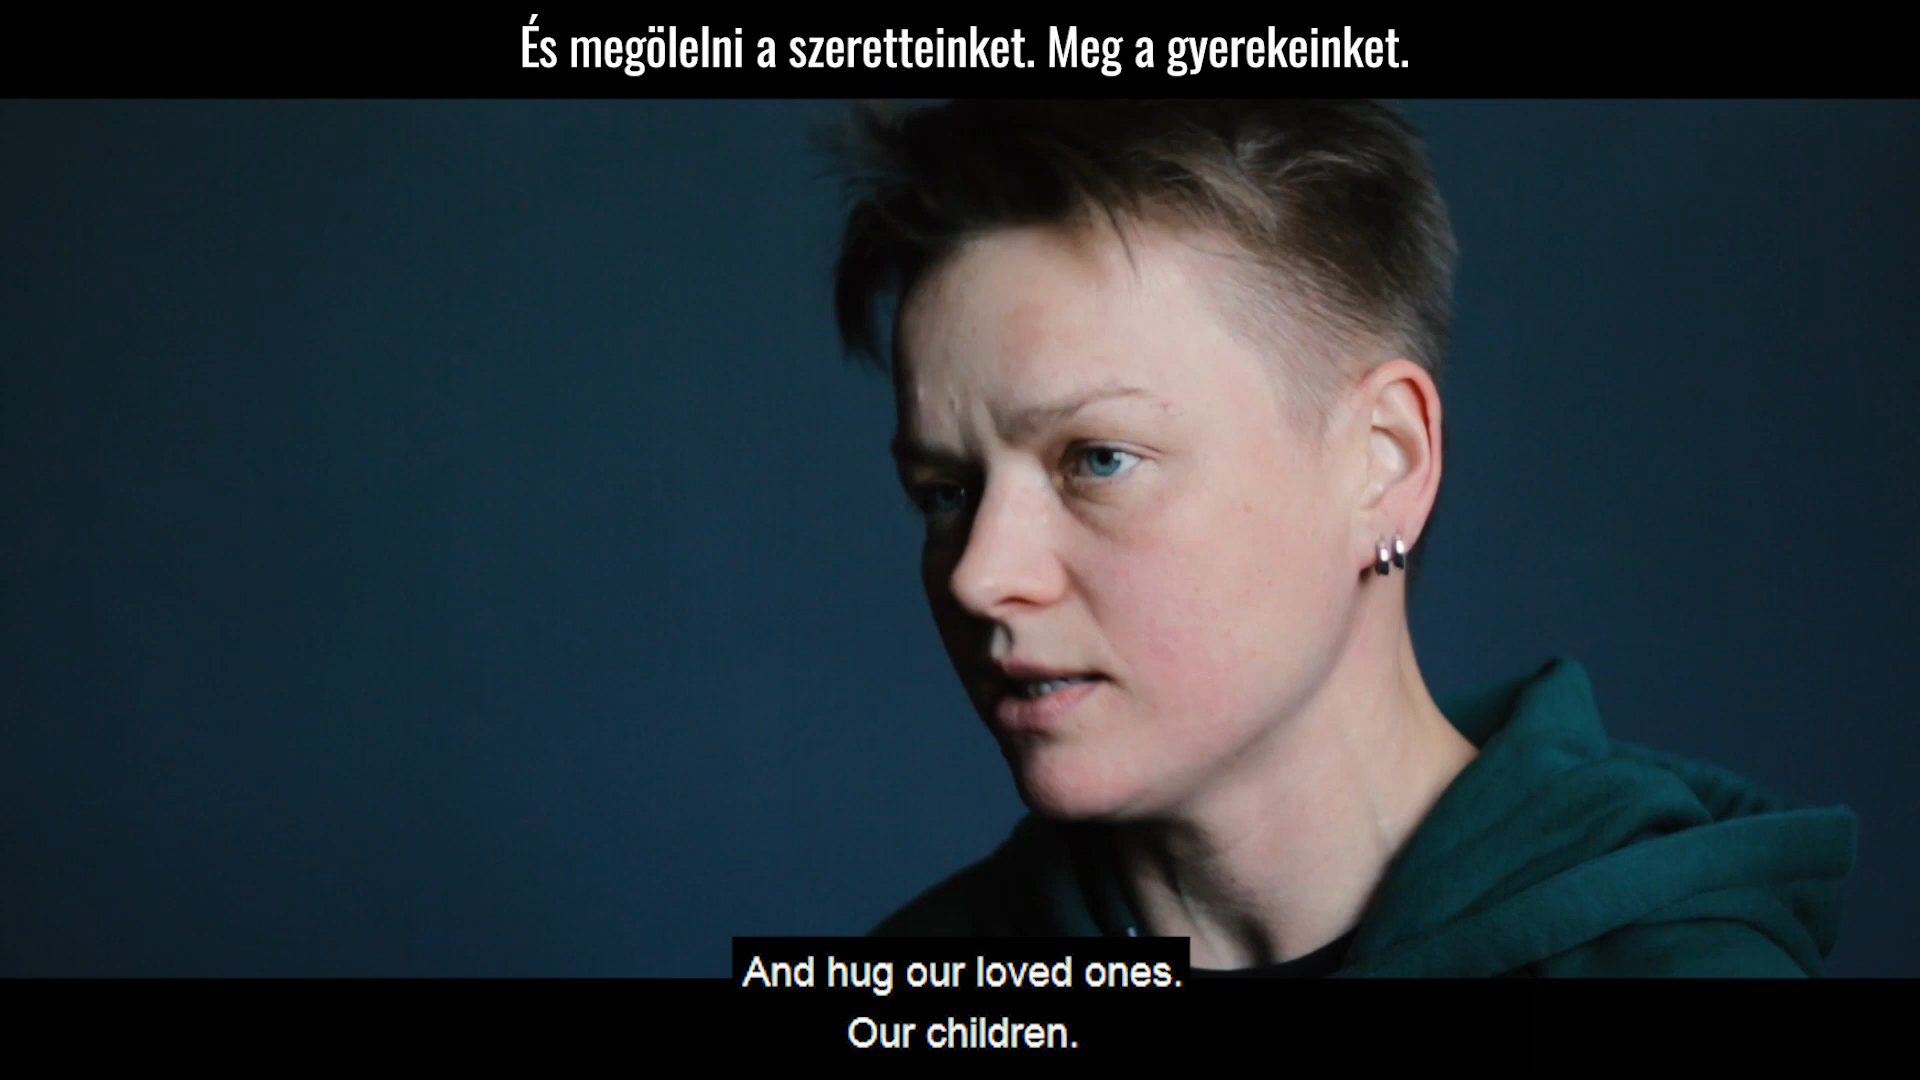 És megölelni a szeretteinket. Meg a gyerekeinket.
And hug our loved ones.
Our children.